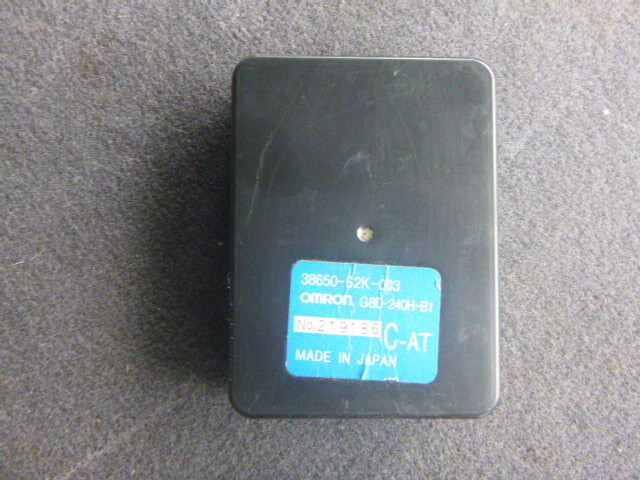 38650-S2K-003
OMRON G8D-240H-B1
No.219186 C-AT
MADE IN JAPAN